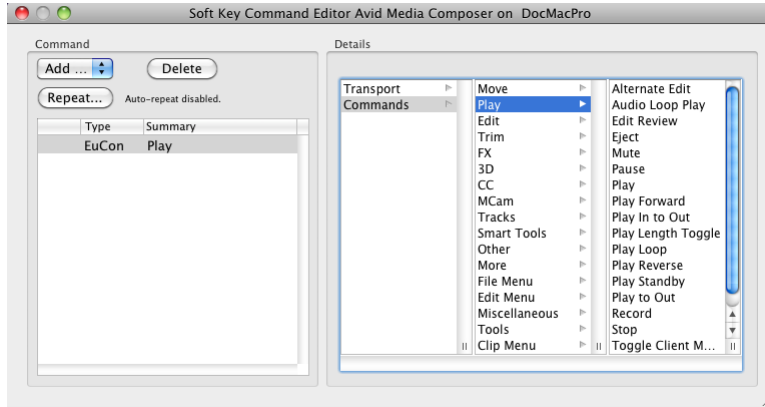 Soft Key Command Editor Avid Media Composer on  DocMacPro
Command
Details
Add ...
Delete
Repeat...
Auto-repeat disabled.
Type Summary
EuCon Play
Transport
Commands
Move
Play
Edit
Trim
FX
3D
CC
MCam
Tracks
Smart Tools
Other
More
File Menu
Edit Menu
Miscellaneous
Tools
Clip Menu
Alternate Edit
Audio Loop Play
Edit Review
Eject
Mute
Pause
Play
Play Forward
Play In to Out
Play Length Toggle
Play Loop
Play Reverse
Play Standby
Play to Out
Record
Stop
Toggle Client M...